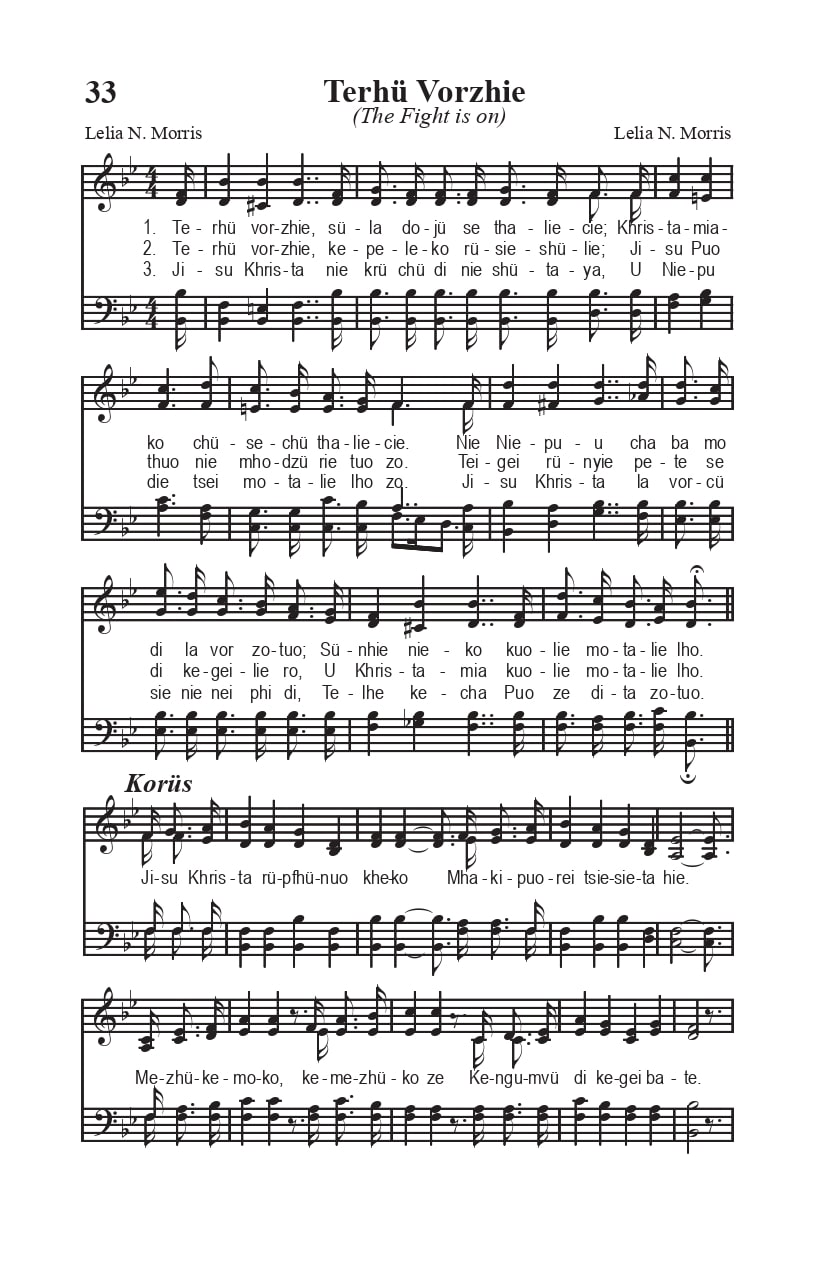 33
Terhü Vorzhie
(The Fight is on)
Lelia N. Morris Lelia N. Morris
1. Te - rhü vor - zhie, sü - la do - jü se tha - lie - cie; Khris - ta - mia -
2. Te - rhü vor - zhie, ke - pe - le - ko rü - sie - shü - lie; Ji - su Puo
3. Ji - su Khris - ta nie krü chü di nie shü - ta - ya, U Nie - pu
ko chü - se - chü tha - lie - cie. Nie Nie - pu - u cha ba mo
thuo nie mho - dzü rie tuo zo. Tei - gei rü - nyie pe - te se
die tsei mo - ta - lie lho zo. Ji - su Khris - ta la vor - cü
di la vor zo - tuo; Sü - nhie nie - ko kuo - lie mo - ta - lie lho.
di ke - gei - lie ro, U Khris - ta - mia kuo - lie mo - ta - lie lho.
sie nie nei phi di, Te - lhe ke - cha Puo ze di - ta zo - tuo.
Korüs
Ji - su Khris - ta rü - pfhü - nuo khe - ko Mha - ki - puo - rei tsie - sie - ta hie.
Me - zhü - ke - mo - ko, ke - me - zhü - ko ze Ke - ngu - mvü di ke - gei ba - te.